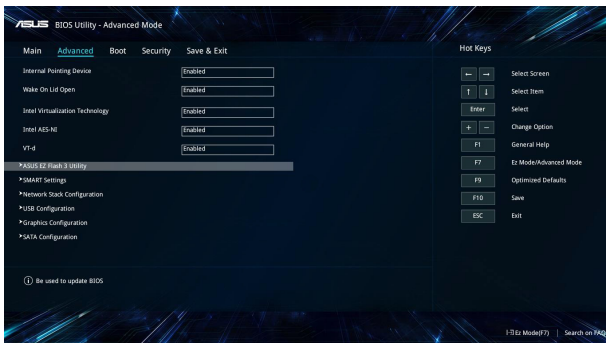 ASUS BIOS Utility - Advanced Mode
Main Advanced Boot Security Save & Exit
Internal Pointing Device Enabled
Wake On Lid Open Enabled
Intel Virtualization Technology Enabled
Intel AES-NI Enabled
VT-d Enabled
ASUS EZ Flash 3 Utility
SMART Settings
Network Stack Configuration
USB Configuration
Graphics Configuration
SATA Configuration
Be used to update BIOS
Hot Keys
← → Select Screen
↑ ↓ Select Item
Enter Select
+ − Change Option
F1 General Help
F7 Ez Mode/Advanced Mode
F9 Optimized Defaults
F10 Save
ESC Exit
Ez Mode(F7) | Search on FAQ